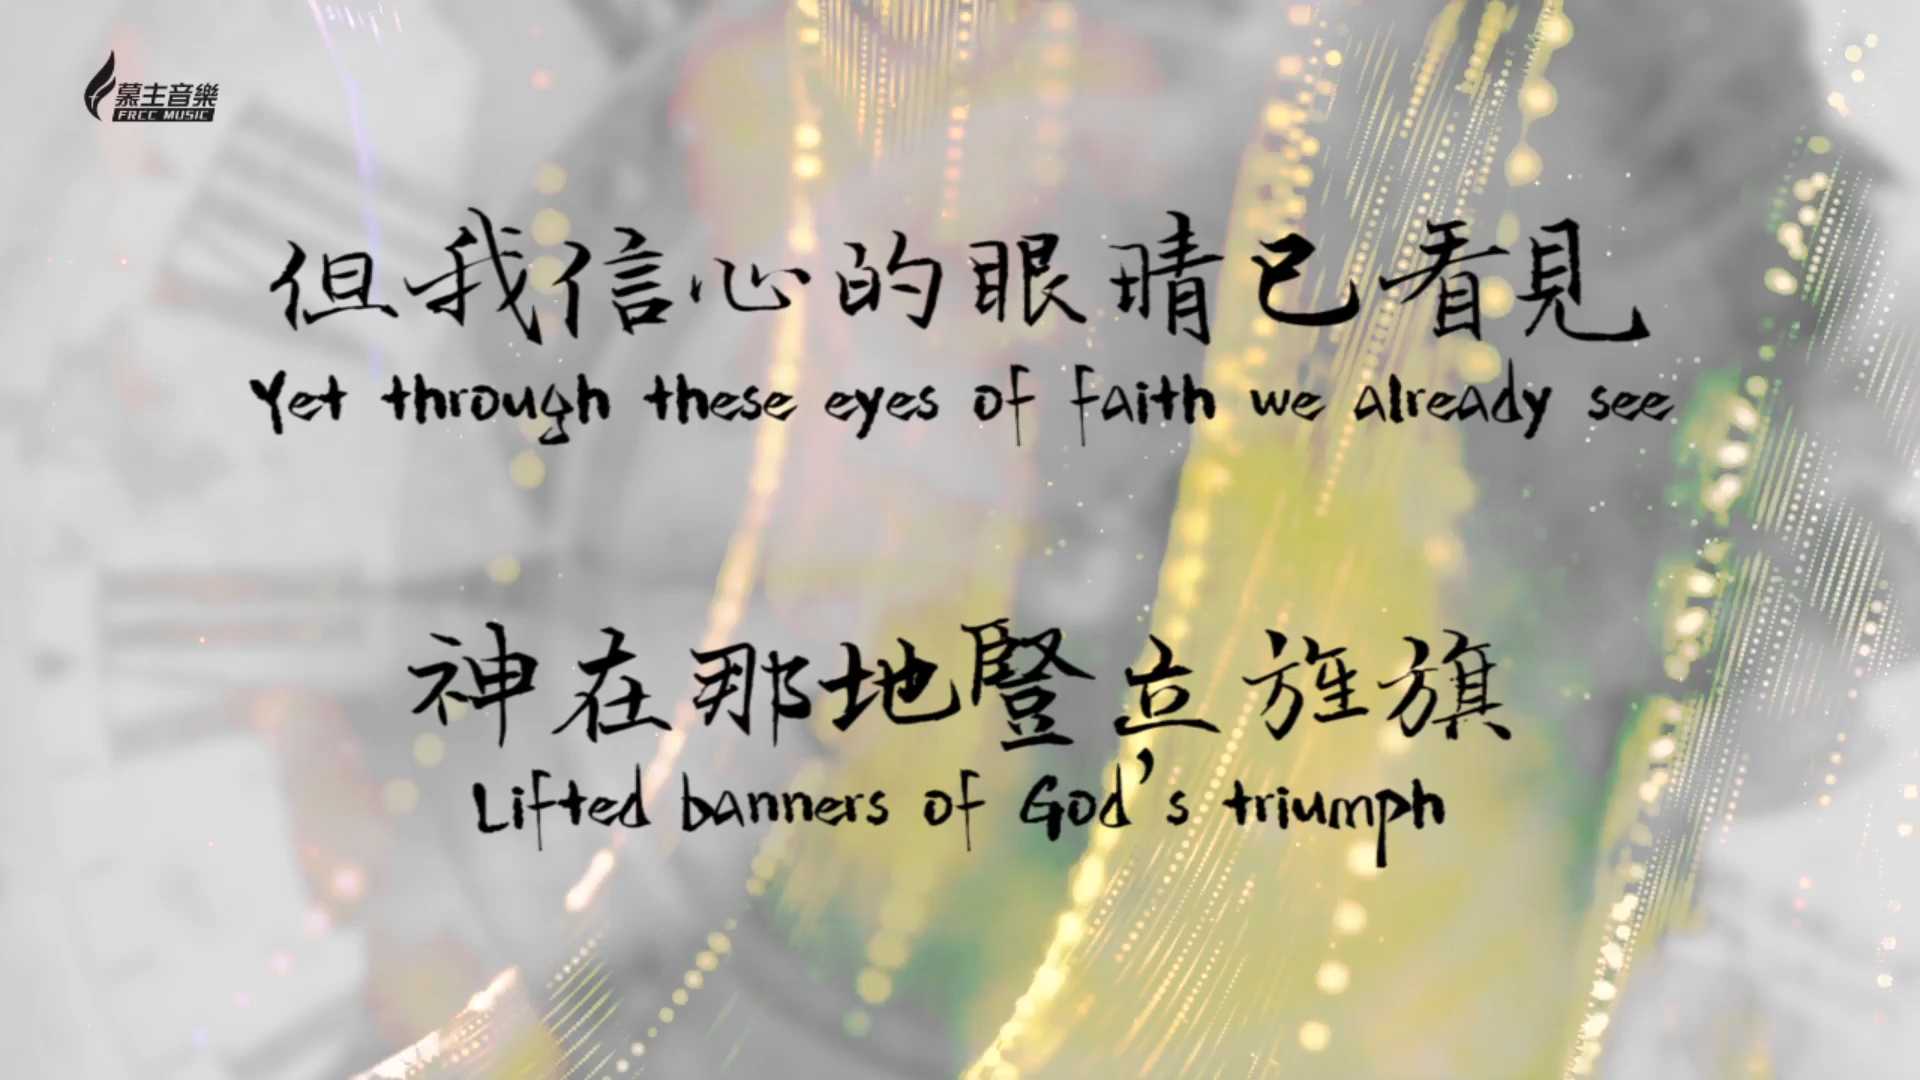 慕主音樂
FRCC MUSIC
但我信心的眼睛已看見
Yet through these eyes of faith we already see
神在那地豎立旌旗
Lifted banners of God's triumph